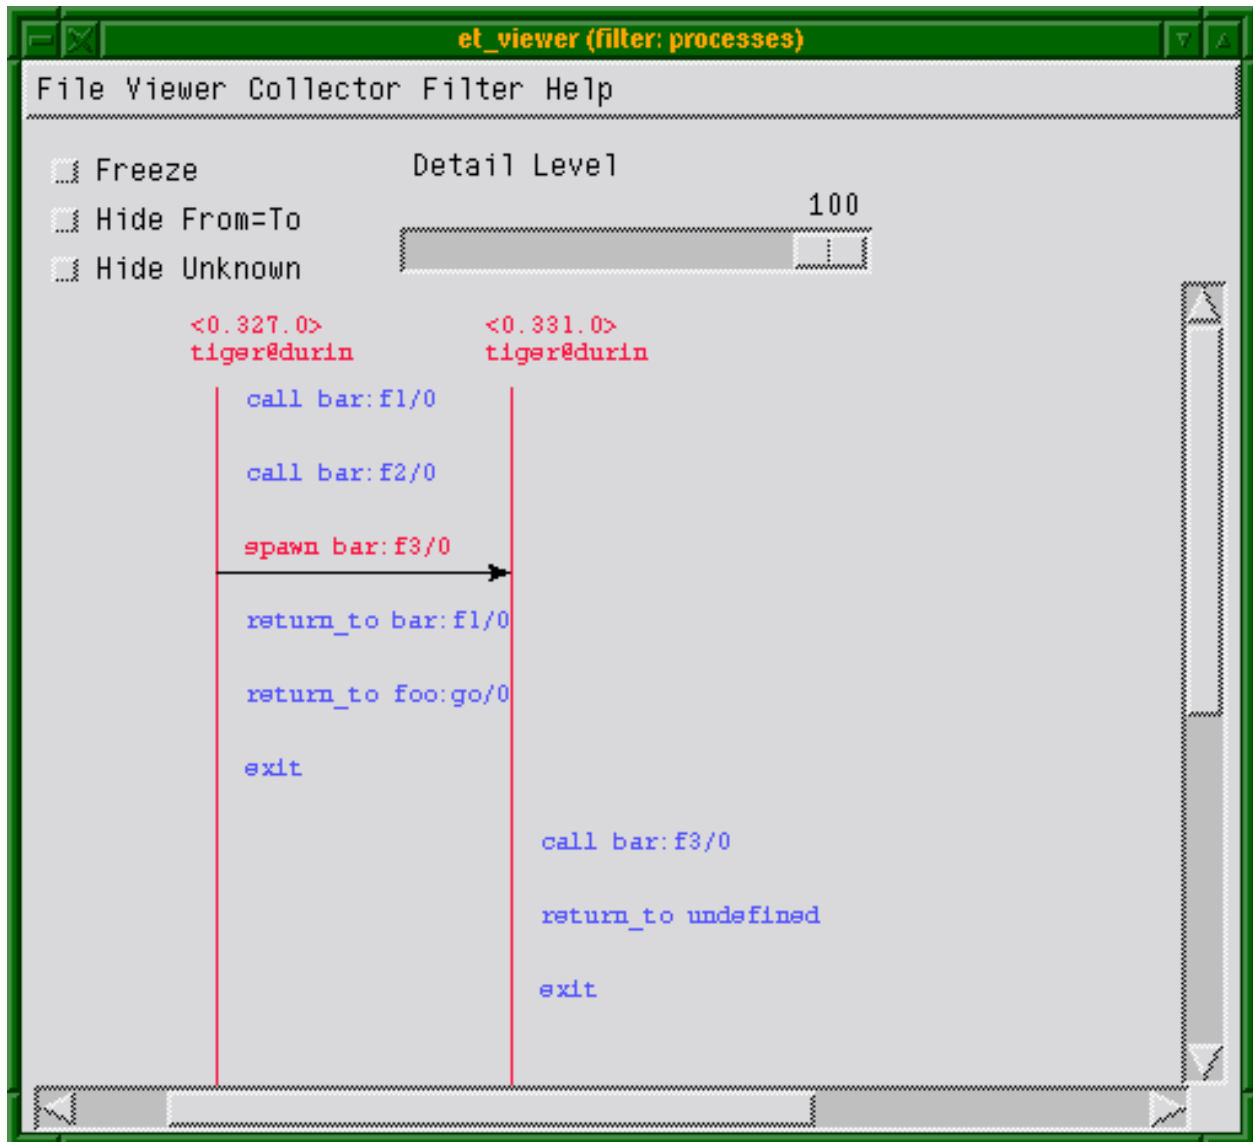 et_viewer (filter: processes)
File Viewer Collector Filter Help
Freeze
Detail Level
Hide From=To
100
Hide Unknown
<0.327.0> <0.331.0>
tiger@durin tiger@durin
call bar:f1/0
call bar:f2/0
spawn bar:f3/0
return_to bar:f1/0
return_to foo:go/0
exit
call bar:f3/0
return_to undefined
exit